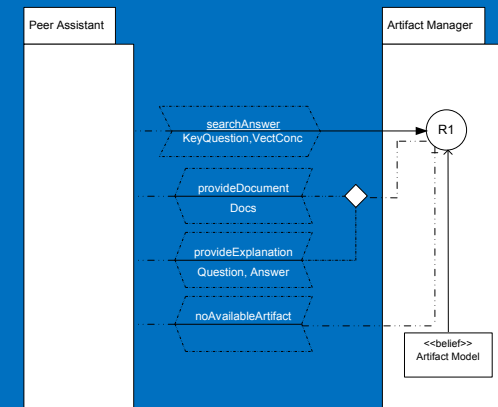 Peer Assistant
Artifact Manager
searchAnswer
KeyQuestion,VectConc
R1
provideDocument
Docs
provideExplanation
Question, Answer
noAvailableArtifact
<<belief>>
Artifact Model